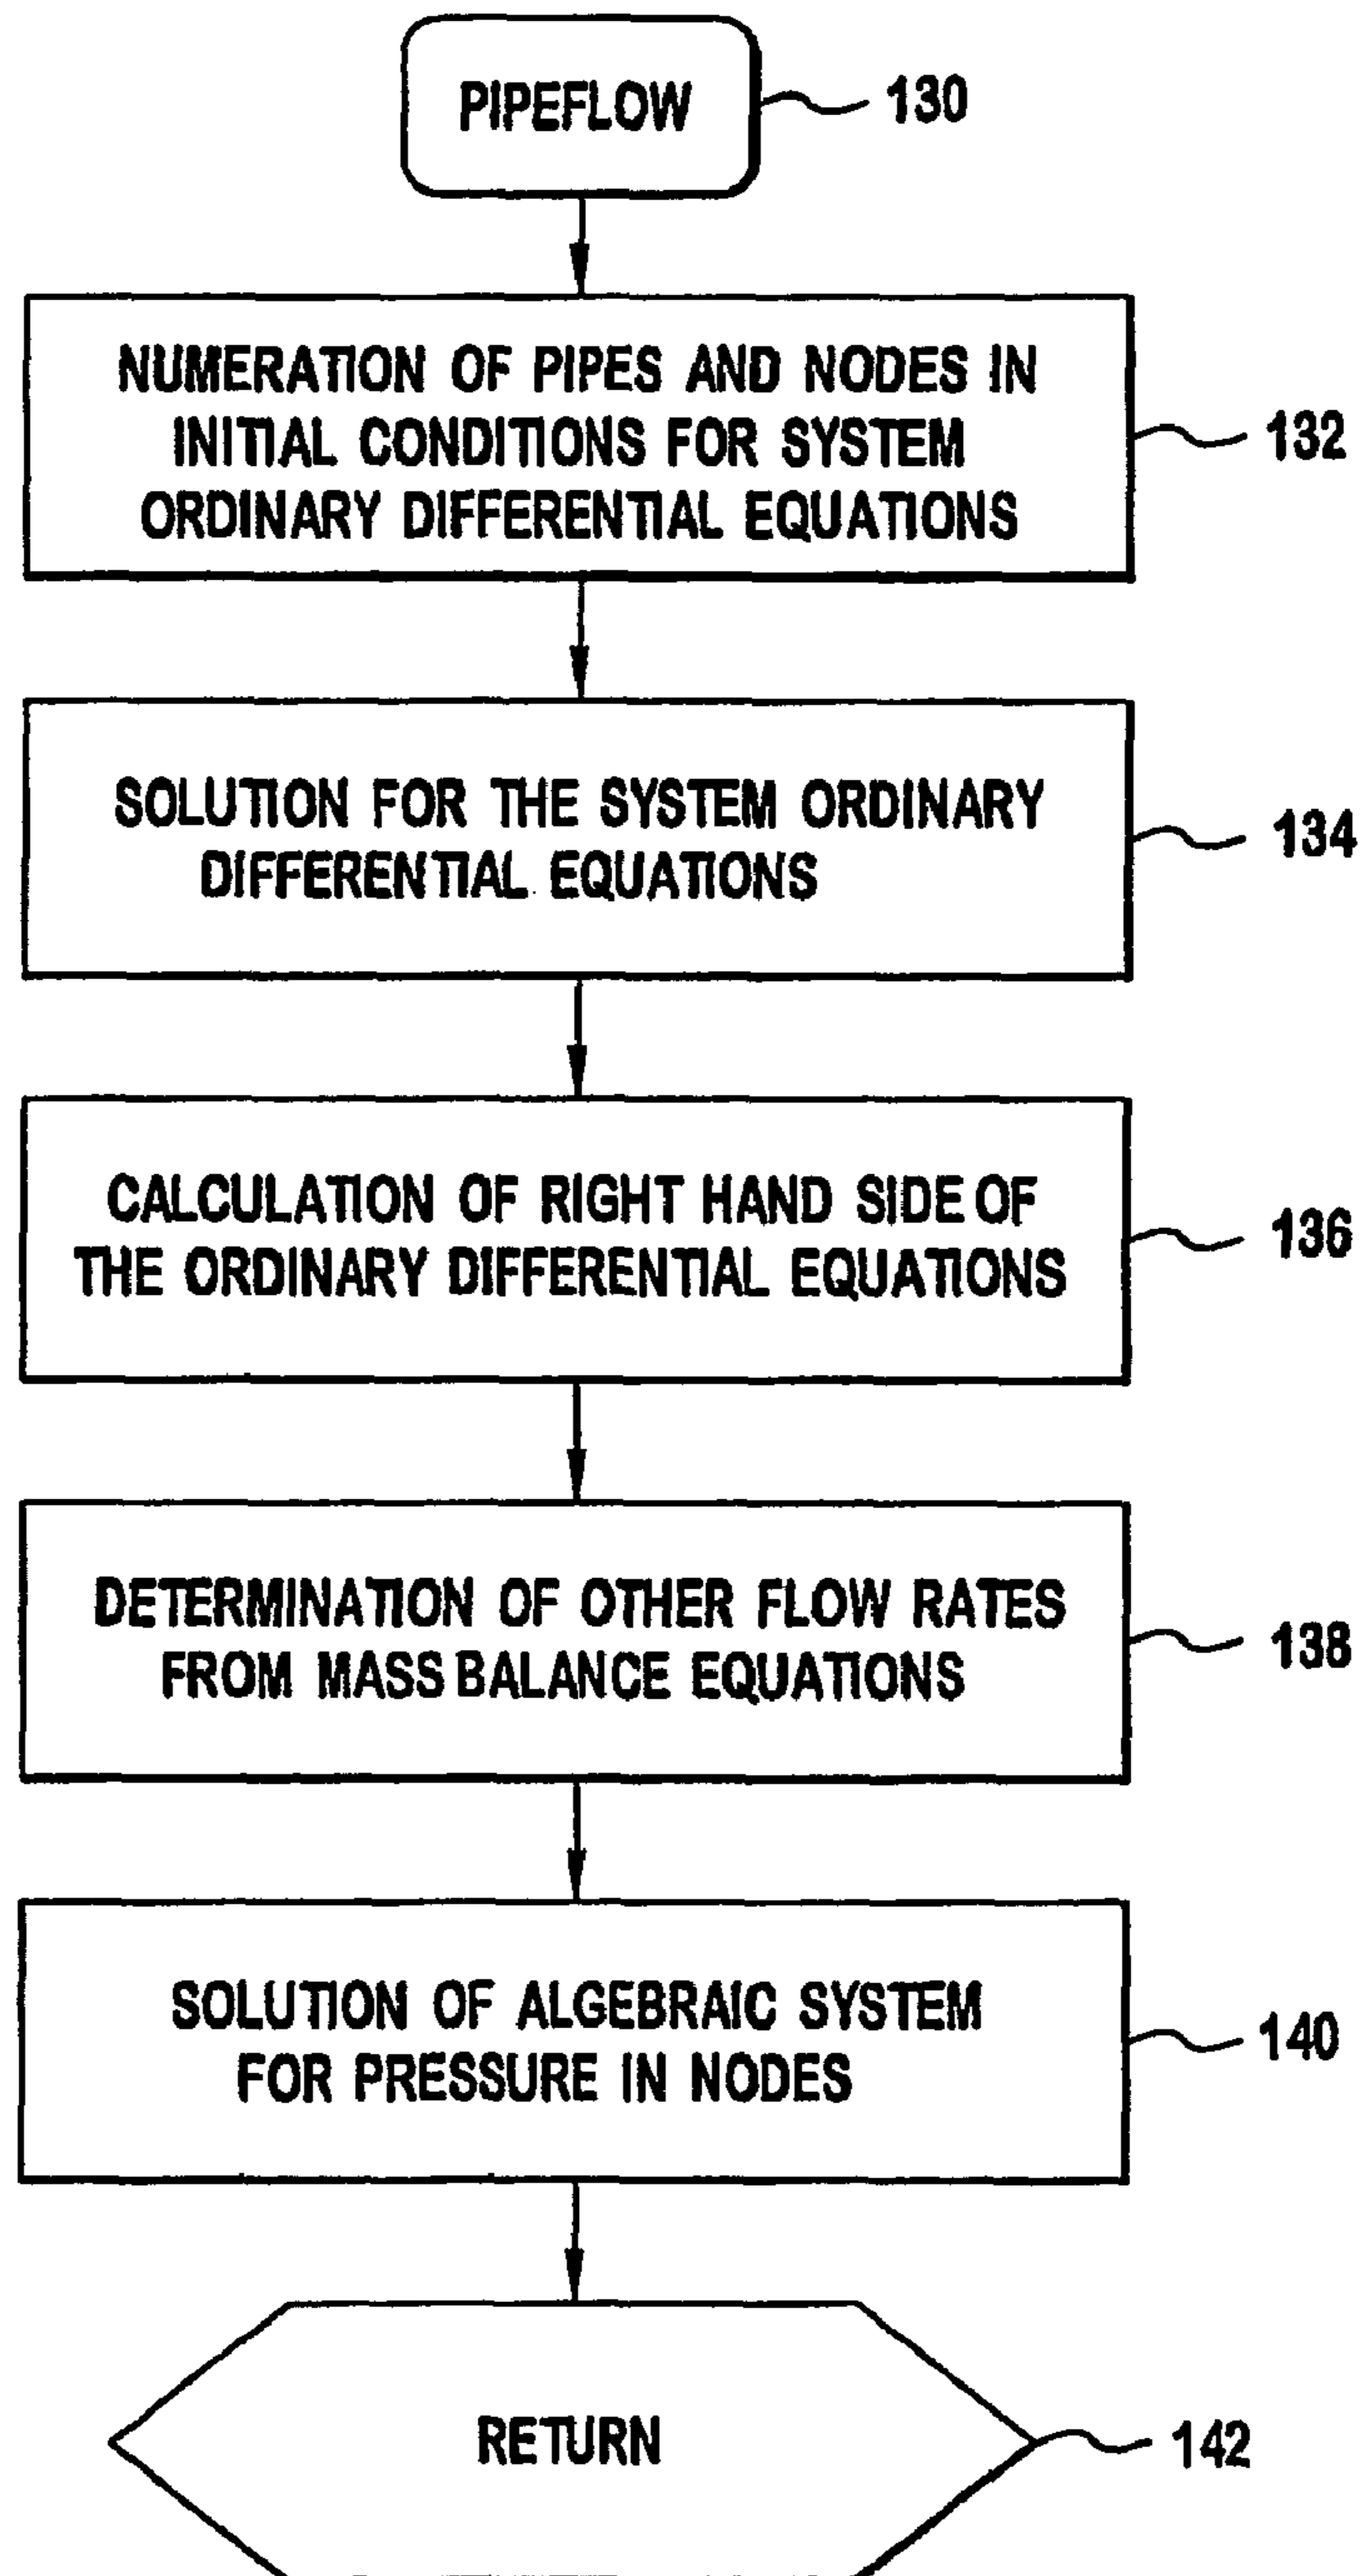 PIPEFLOW
130
NUMERATION OF PIPES AND NODES IN
INITIAL CONDITIONS FOR SYSTEM
ORDINARY DIFFERENTIAL EQUATIONS
132
SOLUTION FOR THE SYSTEM ORDINARY
DIFFERENTIAL EQUATIONS
134
CALCULATION OF RIGHT HAND SIDE OF
THE ORDINARY DIFFERENTIAL EQUATIONS
136
DETERMINATION OF OTHER FLOW RATES
FROM MASS BALANCE EQUATIONS
138
SOLUTION OF ALGEBRAIC SYSTEM
FOR PRESSURE IN NODES
140
RETURN
142